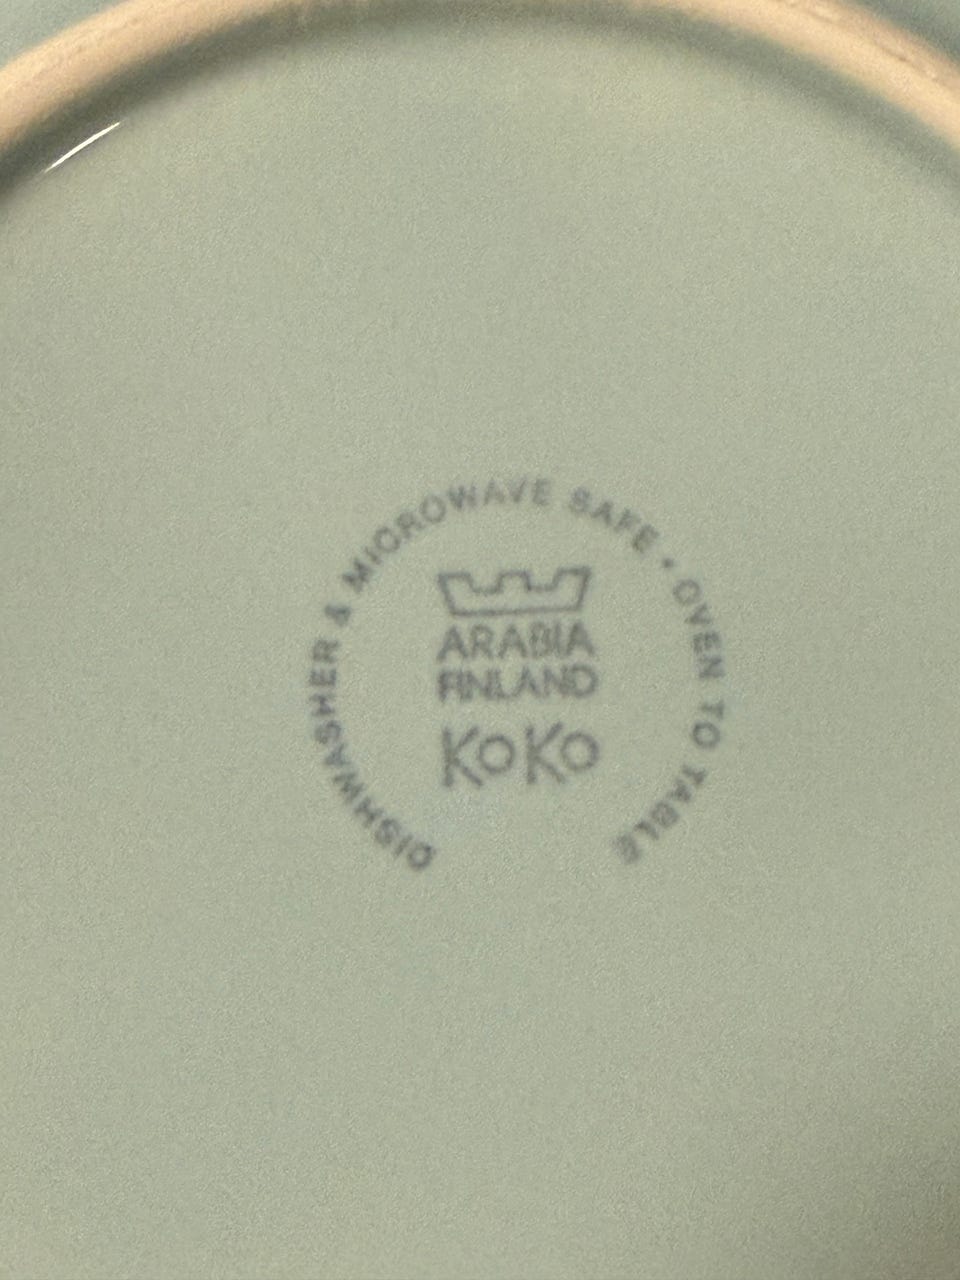 DISHWASHER & MICROWAVE SAFE • OVEN TO TABLE
ARABIA
FINLAND
KoKo